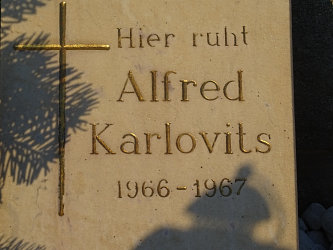 Hier ruht
Alfred
Karlovits
1966-1967